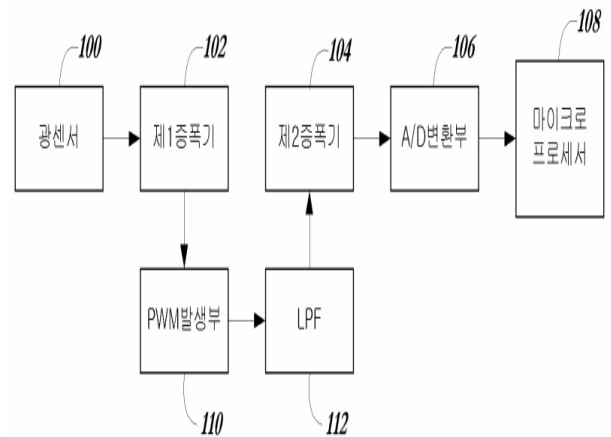 100
102
104
106
108
광센서
제1증폭기
제2증폭기
A/D변환부
마이크로
프로세서
PWM발생부
LPF
110
112